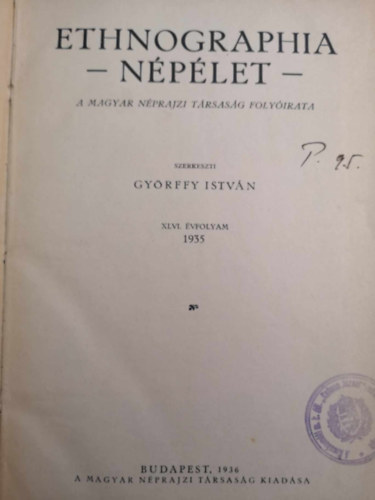 ETHNOGRAPHIA
— NÉPÉLET —
A MAGYAR NÉPRAJZI TÁRSASÁG FOLYÓIRATA
SZERKESZTI
GYÖRFFY ISTVÁN
P. 95.
XLVI. ÉVFOLYAM
1935
BUDAPEST, 1936
A MAGYAR NÉPRAJZI TÁRSASÁG KIADÁSA